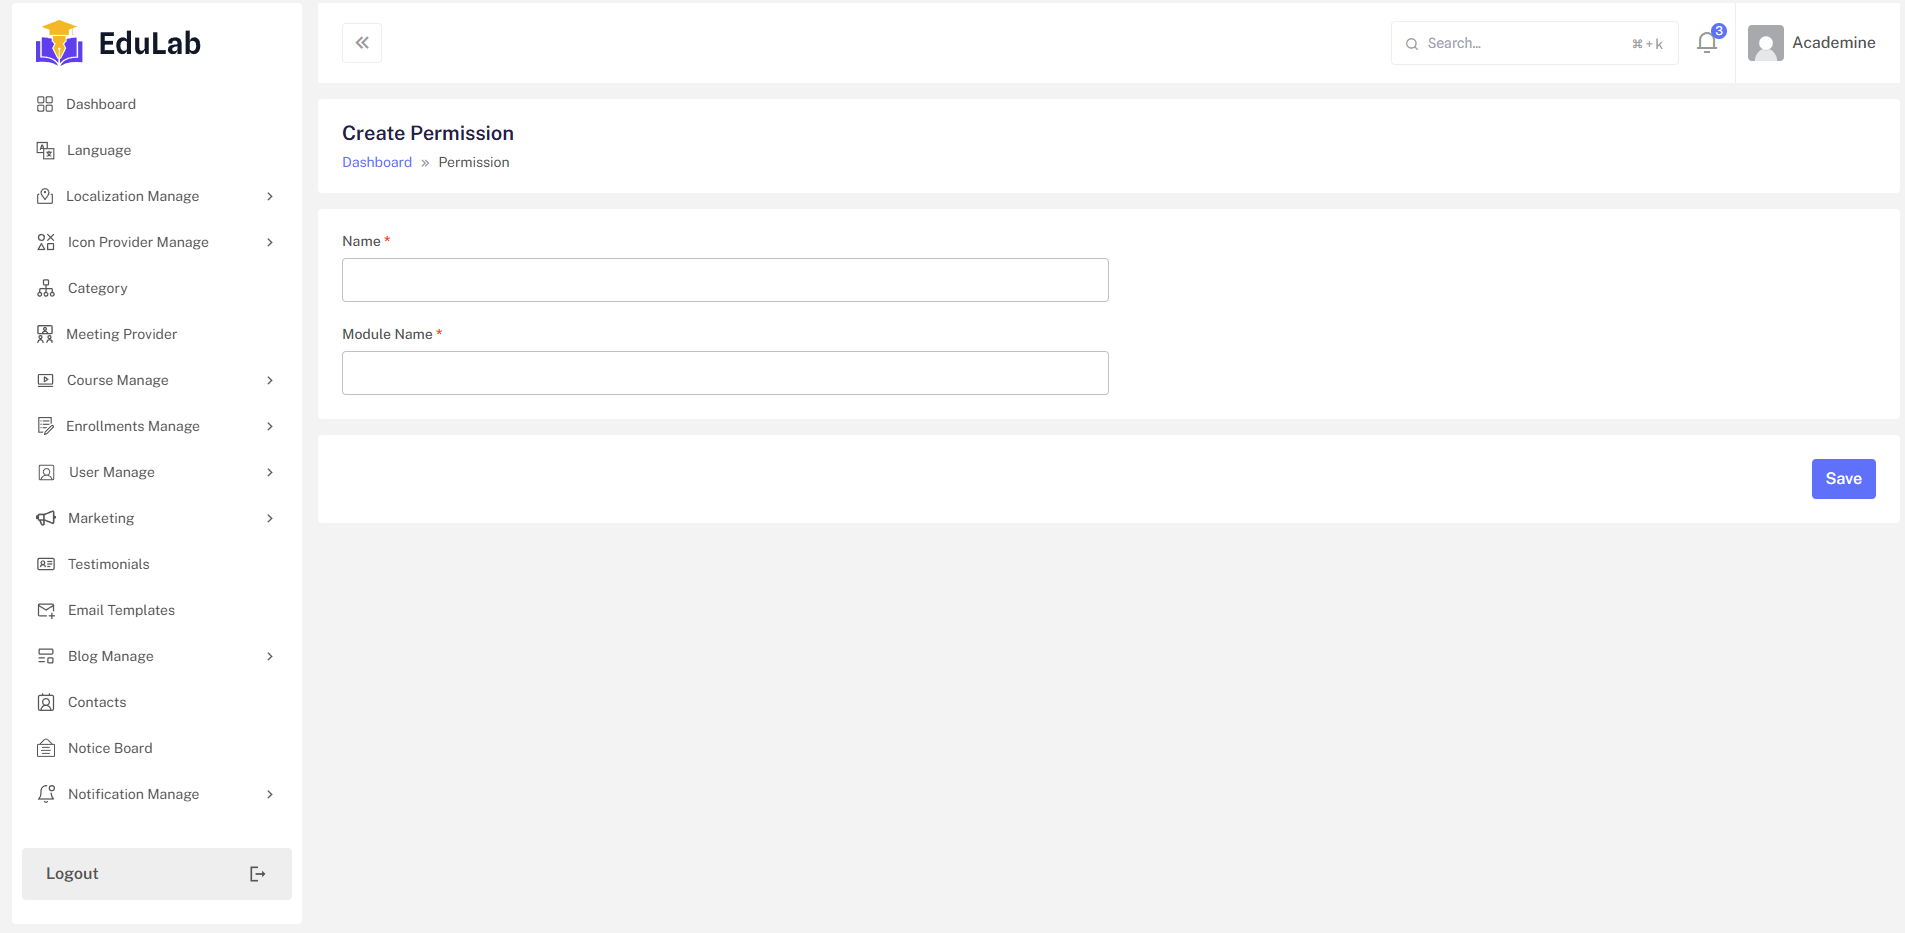 EduLab
Dashboard
Language
Localization Manage
Icon Provider Manage
Category
Meeting Provider
Course Manage
Enrollments Manage
User Manage
Marketing
Testimonials
Email Templates
Blog Manage
Contacts
Notice Board
Notification Manage
Logout
Search... ⌘+k
3
Academine
Create Permission
Dashboard » Permission
Name *
Module Name *
Save